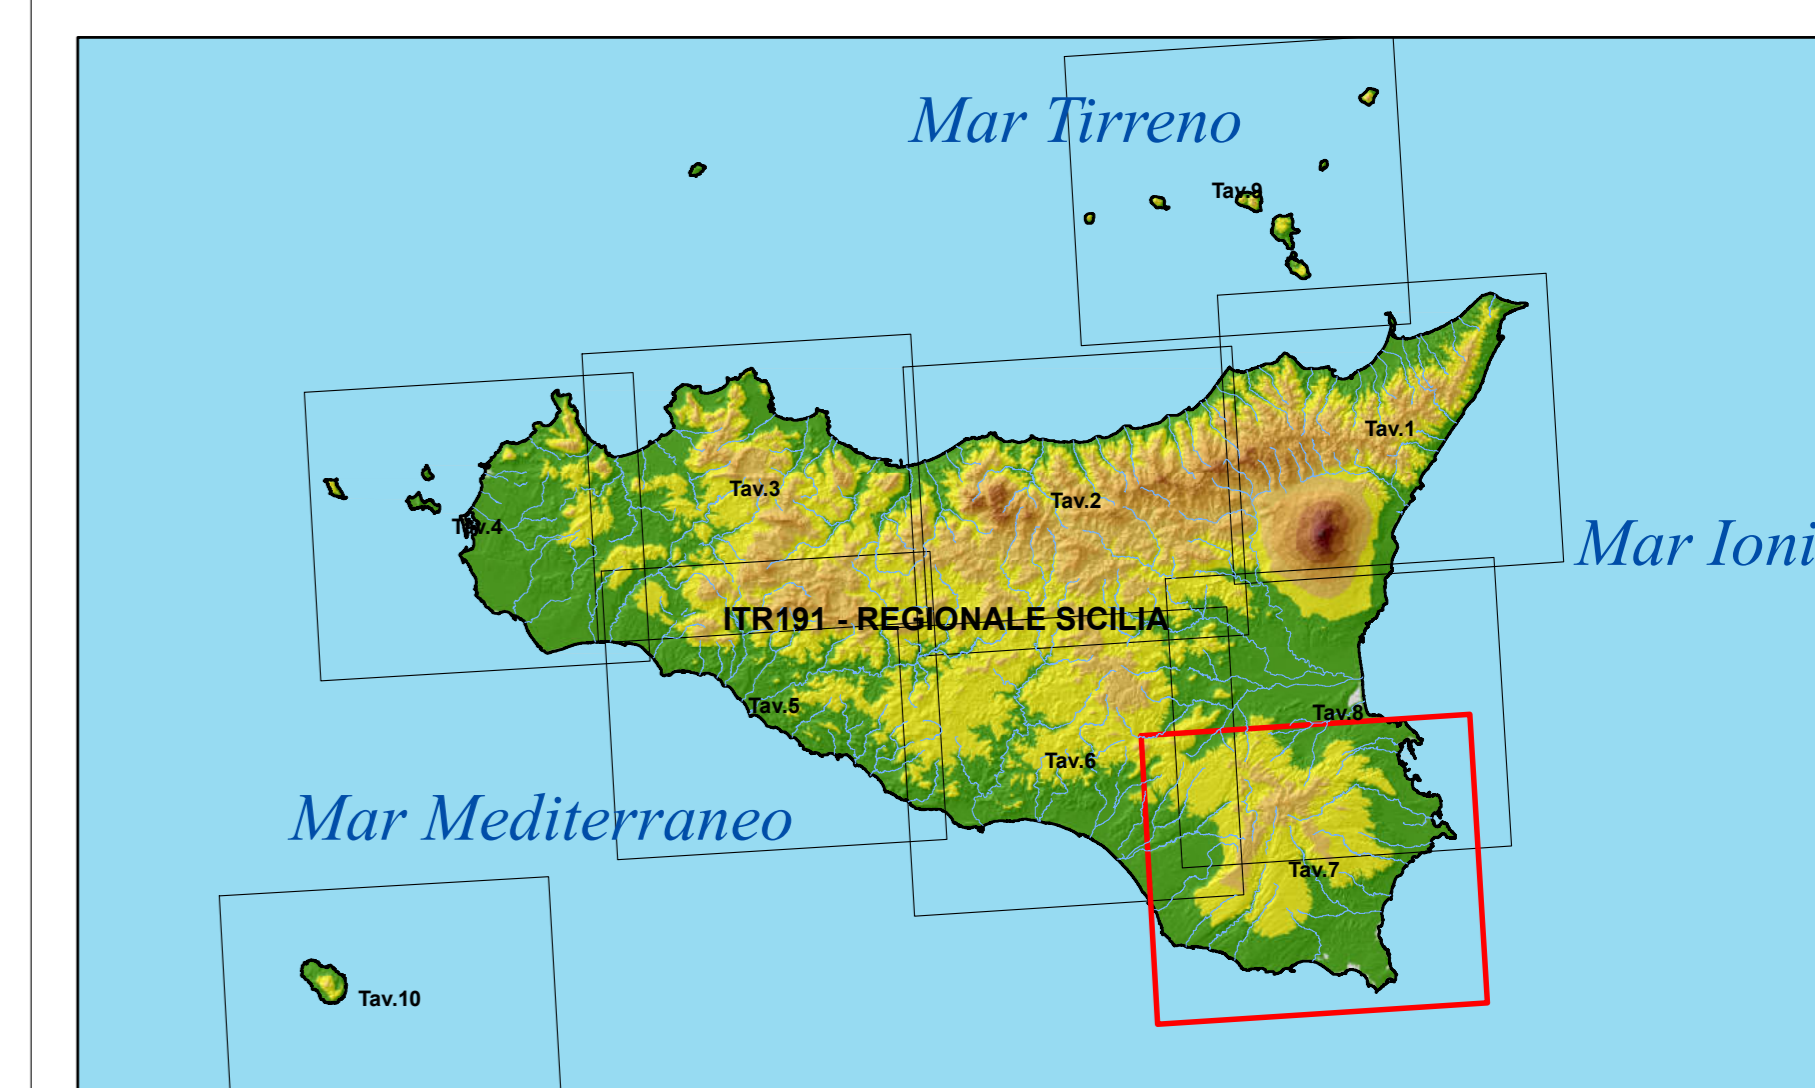 Mar Tirreno
Tav.9
Tav.1
Tav.3
Tav.2
Tav.4
Mar Ioni
ITR191 - REGIONALE SICILIA
Tav.5
Tav.8
Tav.6
Mar Mediterraneo
Tav.7
Tav.10